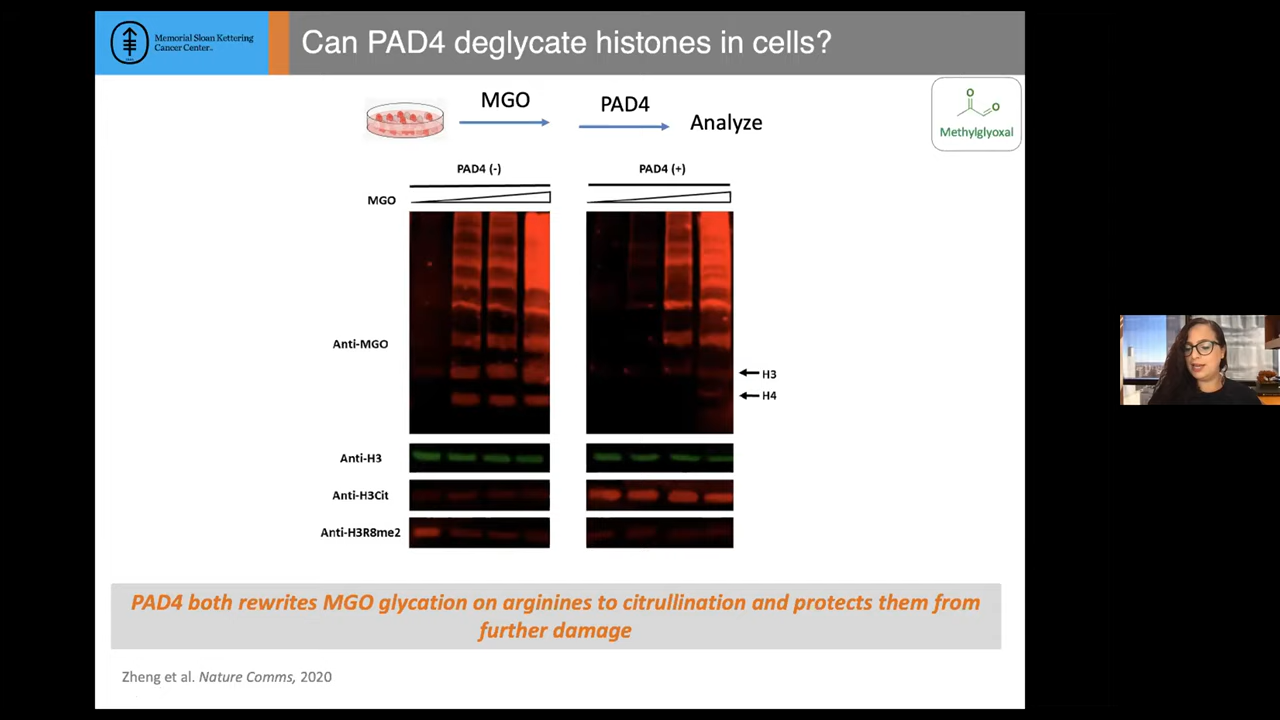 Memorial Sloan Kettering
Cancer Center
Can PAD4 deglycate histones in cells?
MGO
PAD4
Analyze
O
O
Methylglyoxal
PAD4 (-)
PAD4 (+)
MGO
Anti-MGO
H3
H4
Anti-H3
Anti-H3Cit
Anti-H3R8me2
PAD4 both rewrites MGO glycation on arginines to citrullination and protects them from
further damage
Zheng et al. Nature Comms, 2020